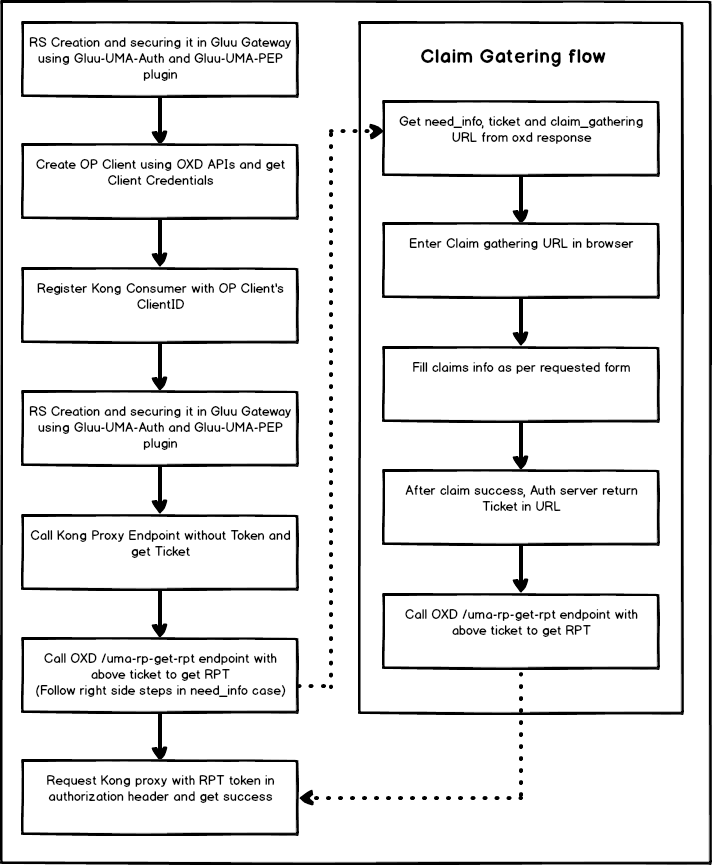 RS Creation and securing it in Gluu Gateway
using Gluu-UMA-Auth and Gluu-UMA-PEP
plugin
Create OP Client using OXD APIs and get
Client Credentials
Register Kong Consumer with OP Client's
ClientID
RS Creation and securing it in Gluu Gateway
using Gluu-UMA-Auth and Gluu-UMA-PEP
plugin
Call Kong Proxy Endpoint without Token and
get Ticket
Call OXD /uma-rp-get-rpt endpoint with
above ticket to get RPT
(Follow right side steps in need_info case)
Request Kong proxy with RPT token in
authorization header and get success
Claim Gatering flow
Get need_info, ticket and claim_gathering
URL from oxd response
Enter Claim gathering URL in browser
Fill claims info as per requested form
After claim success, Auth server return
Ticket in URL
Call OXD /uma-rp-get-rpt endpoint with
above ticket to get RPT